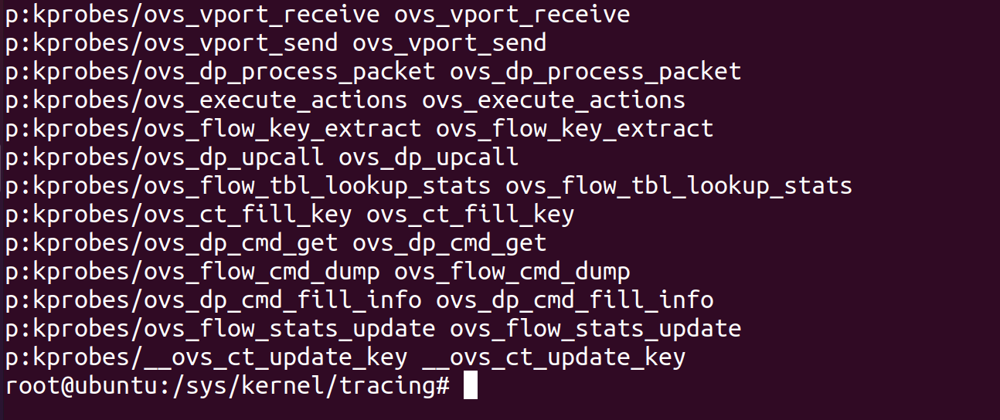 p:kprobes/ovs_vport_receive ovs_vport_receive
p:kprobes/ovs_vport_send ovs_vport_send
p:kprobes/ovs_dp_process_packet ovs_dp_process_packet
p:kprobes/ovs_execute_actions ovs_execute_actions
p:kprobes/ovs_flow_key_extract ovs_flow_key_extract
p:kprobes/ovs_dp_upcall ovs_dp_upcall
p:kprobes/ovs_flow_tbl_lookup_stats ovs_flow_tbl_lookup_stats
p:kprobes/ovs_ct_fill_key ovs_ct_fill_key
p:kprobes/ovs_dp_cmd_get ovs_dp_cmd_get
p:kprobes/ovs_flow_cmd_dump ovs_flow_cmd_dump
p:kprobes/ovs_dp_cmd_fill_info ovs_dp_cmd_fill_info
p:kprobes/ovs_flow_stats_update ovs_flow_stats_update
p:kprobes/__ovs_ct_update_key __ovs_ct_update_key
root@ubuntu:/sys/kernel/tracing#